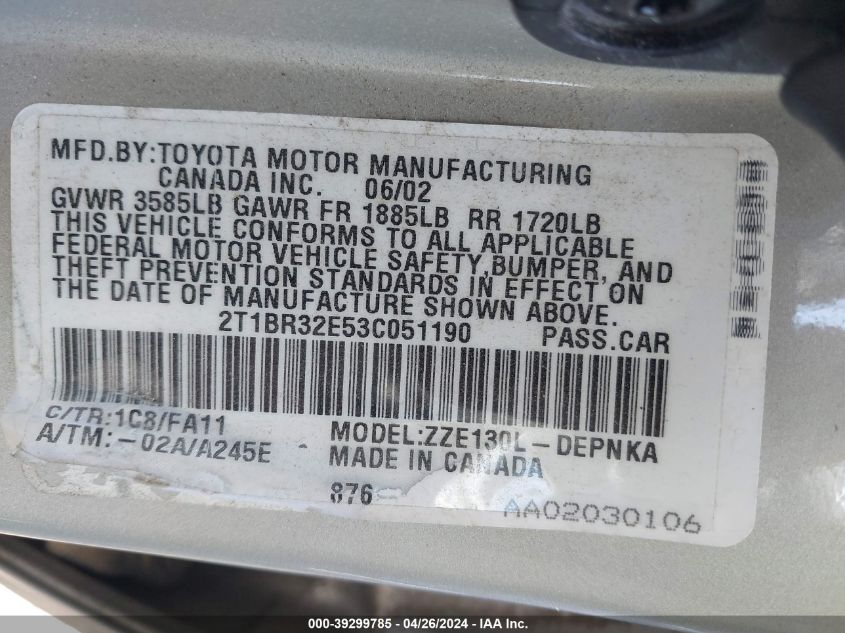 MFD.BY:TOYOTA MOTOR MANUFACTURING
CANADA INC. 06/02
GVWR 3585LB GAWR FR 1885LB RR 1720LB
THIS VEHICLE CONFORMS TO ALL APPLICABLE
FEDERAL MOTOR VEHICLE SAFETY,BUMPER, AND
THEFT PREVENTION STANDARDS IN EFFECT ON
THE DATE OF MANUFACTURE SHOWN ABOVE.
2T1BR32E53C051190 PASS.CAR
C/TR:1C8/FA11
A/TM:-02A/A245E
MODEL:ZZE130L-DEPNKA
MADE IN CANADA
876
AA02030106
000-39299785 - 04/26/2024 - IAA Inc.